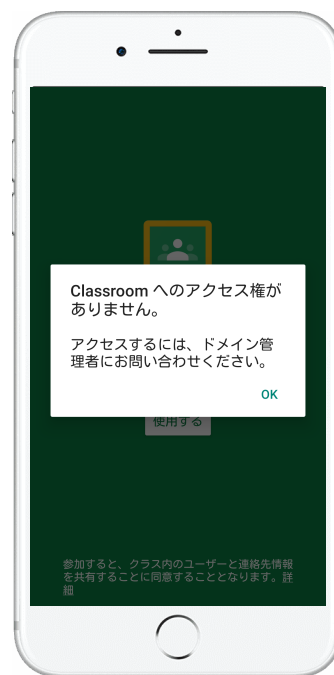 Classroom へのアクセス権が
ありません。
アクセスするには、ドメイン管
理者にお問い合わせください。
OK
使用する
参加すると、クラス内のユーザーと連絡先情報
を共有することに同意することとなります。詳
細